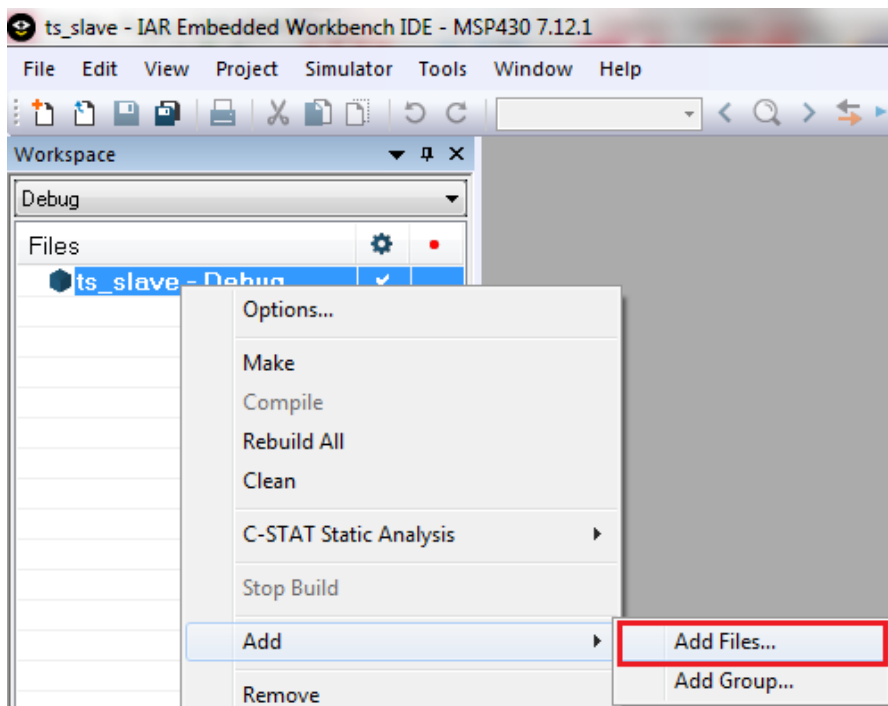 ts_slave - IAR Embedded Workbench IDE - MSP430 7.12.1
File Edit View Project Simulator Tools Window Help
Workspace
Debug
Files
ts_slave - Debug
Options...
Make
Compile
Rebuild All
Clean
C-STAT Static Analysis
Stop Build
Add
Add Files...
Add Group...
Remove